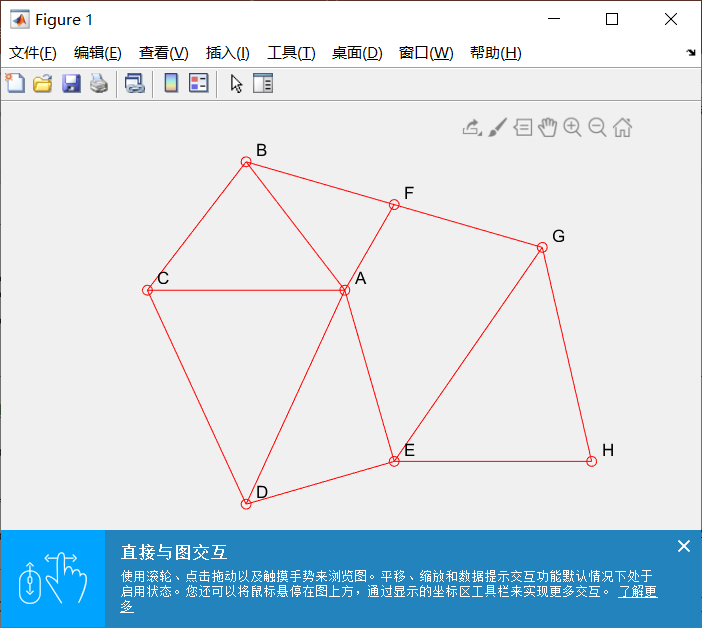 Figure 1
文件(F) 编辑(E) 查看(V) 插入(I) 工具(T) 桌面(D) 窗口(W) 帮助(H)
B
F
G
C
A
E
H
D
直接与图交互
使用滚轮、点击拖动以及触摸手势来浏览图。平移、缩放和数据提示交互功能默认情况下处于
启用状态。您还可以将鼠标悬停在图上方，通过显示的坐标区工具栏来实现更多交互。 了解更
多